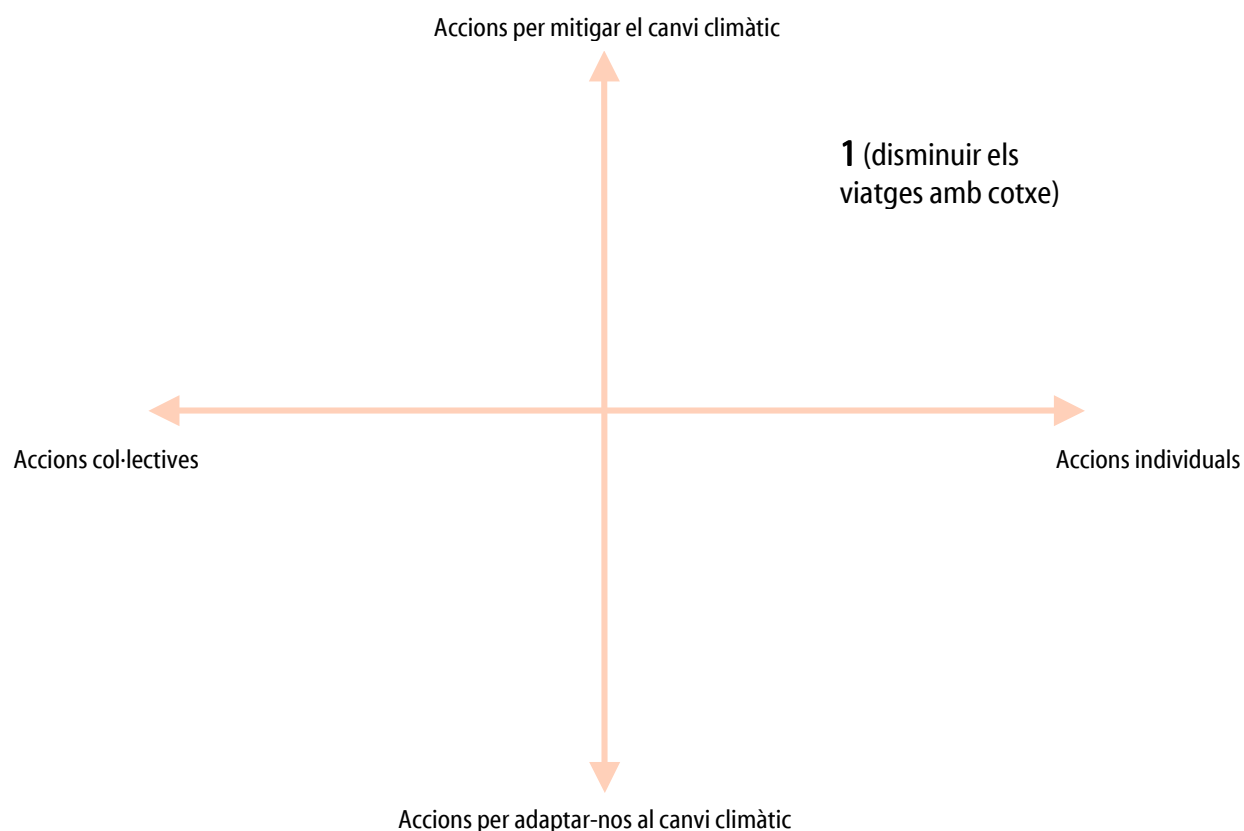 Accions per mitigar el canvi climàtic
1 (disminuir els
viatges amb cotxe)
Accions col·lectives
Accions individuals
Accions per adaptar-nos al canvi climàtic